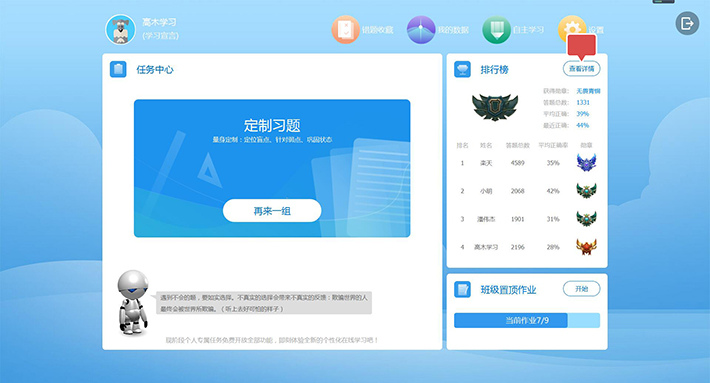 高木学习
(学习宣言)
错题收藏
我的数据
自主学习
设置
任务中心
定制习题
量身定制：定位盲点、针对弱点、巩固状态
再来一组
遇到不会的题，要如实选择。不真实的选择会带来不真实的反馈：欺骗世界的人
最终会被世界所欺骗。（听上去好可怕的样子）
现阶段个人专属任务免费开放全部功能，即刻体验全新的个性化在线学习吧！
排行榜
查看详情
获得勋章： 无畏青铜
答题总数： 1331
平均正确： 39%
最近正确： 44%
排名 姓名 答题总数 平均正确率 勋章
1 栾天 4589 35%
2 小胡 2068 42%
3 潘伟杰 1901 31%
4 高木学习 2196 28%
班级置顶作业
开始
当前作业7/9